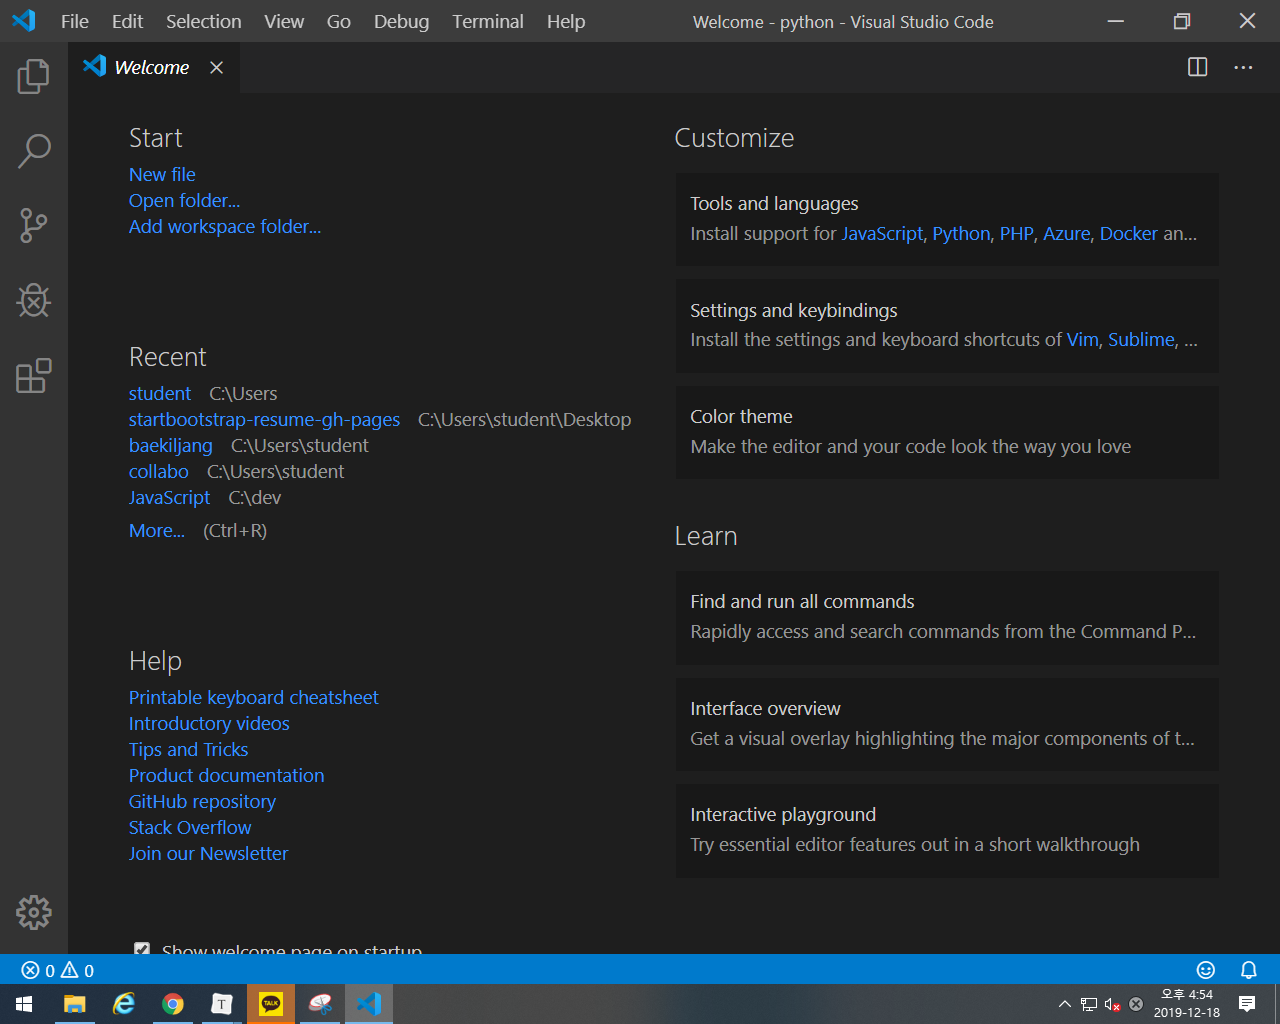 File Edit Selection View Go Debug Terminal Help Welcome - python - Visual Studio Code
Welcome
Start
New file
Open folder...
Add workspace folder...
Recent
student C:\Users
startbootstrap-resume-gh-pages C:\Users\student\Desktop
baekiljang C:\Users\student
collabo C:\Users\student
JavaScript C:\dev
More... (Ctrl+R)
Help
Printable keyboard cheatsheet
Introductory videos
Tips and Tricks
Product documentation
GitHub repository
Stack Overflow
Join our Newsletter
Show welcome page on startup
Customize
Tools and languages
Install support for JavaScript, Python, PHP, Azure, Docker an...
Settings and keybindings
Install the settings and keyboard shortcuts of Vim, Sublime, ...
Color theme
Make the editor and your code look the way you love
Learn
Find and run all commands
Rapidly access and search commands from the Command P...
Interface overview
Get a visual overlay highlighting the major components of t...
Interactive playground
Try essential editor features out in a short walkthrough
0 0
T TALK
오후 4:54
2019-12-18